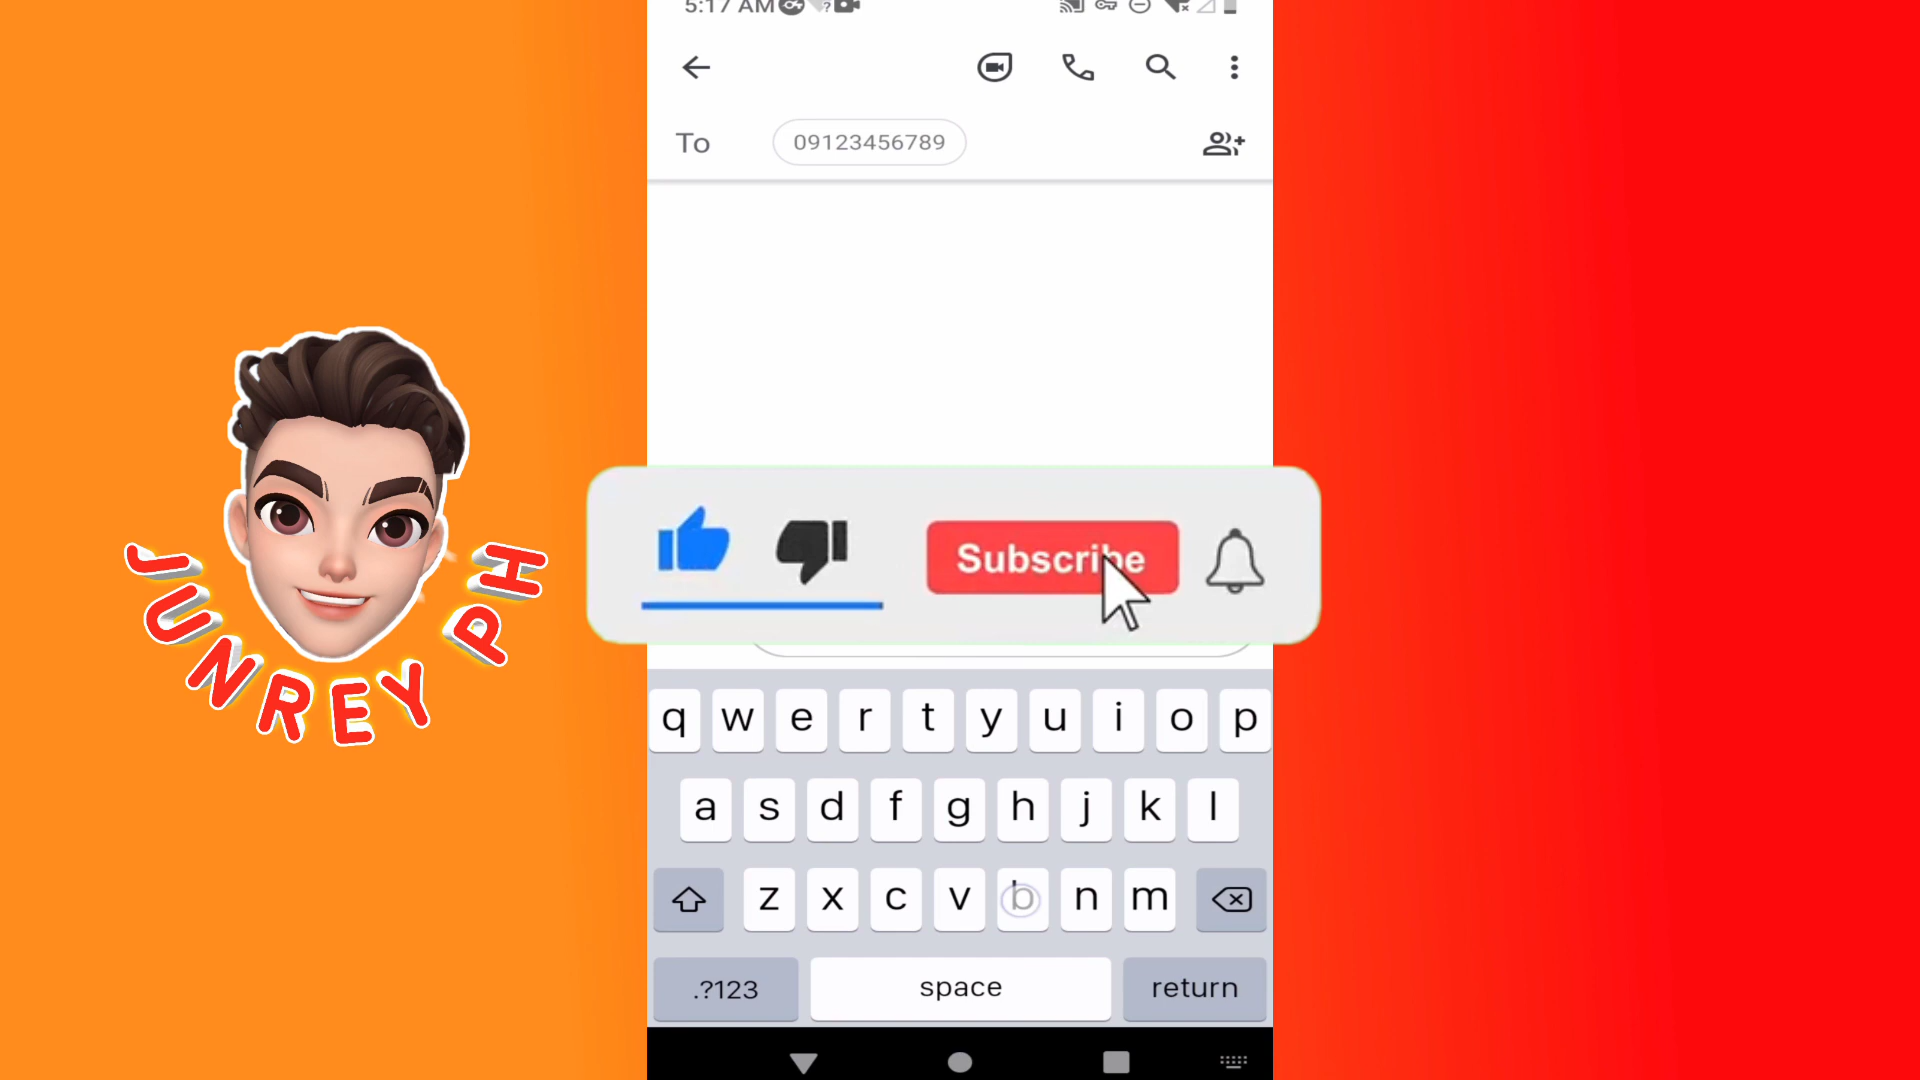 5:17 AM
To
09123456789
Subscribe
JUNREY PH
q w e r t y u i o p
a s d f g h j k l
z x c v b n m
.?123 space return